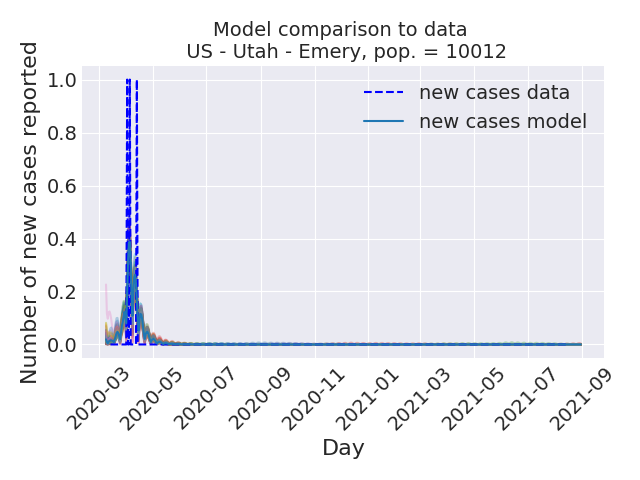 Model comparison to data
US - Utah - Emery, pop. = 10012
Number of new cases reported
1.0
0.8
0.6
0.4
0.2
0.0
new cases data
new cases model
2020-03
2020-05
2020-07
2020-09
2020-11
2021-01
2021-03
2021-05
2021-07
2021-09
Day